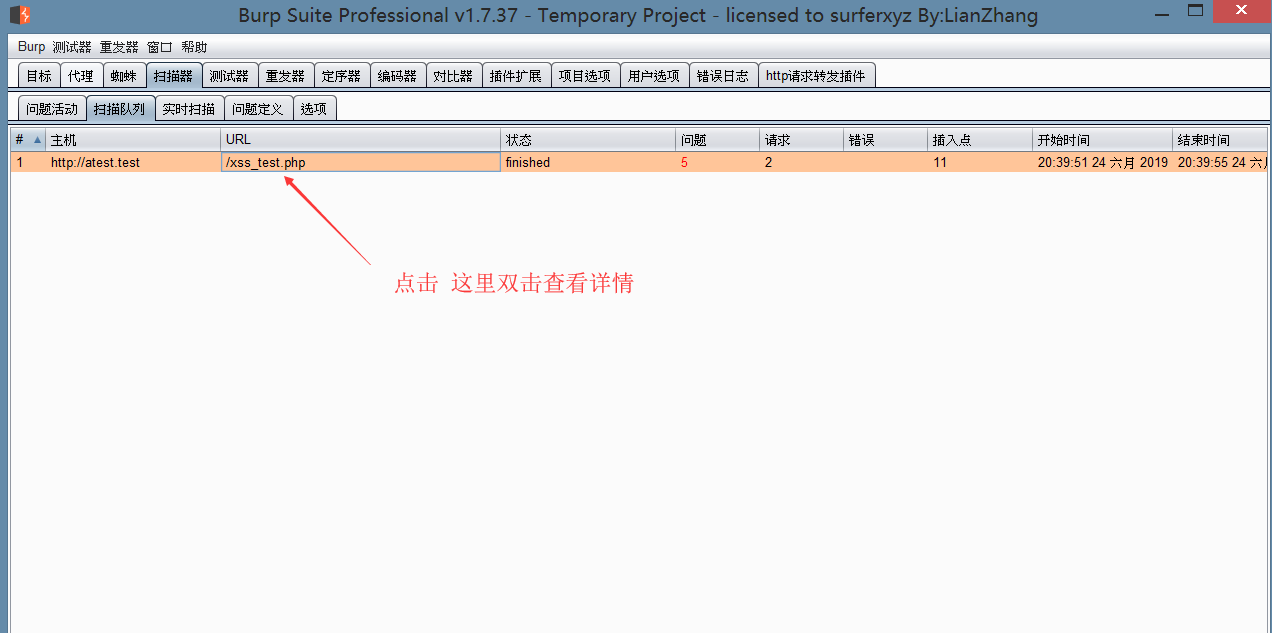 Burp Suite Professional v1.7.37 - Temporary Project - licensed to surferxyz By:LianZhang
Burp 测试器 重发器 窗口 帮助
目标 代理 蜘蛛 扫描器 测试器 重发器 定序器 编码器 对比器 插件扩展 项目选项 用户选项 错误日志 http请求转发插件
问题活动 扫描队列 实时扫描 问题定义 选项
# 主机 URL 状态 问题 请求 错误 插入点 开始时间 结束时间
1 http://atest.test /xss_test.php finished 5 2 11 20:39:51 24 六月 2019 20:39:55 24 六
点击 这里双击查看详情